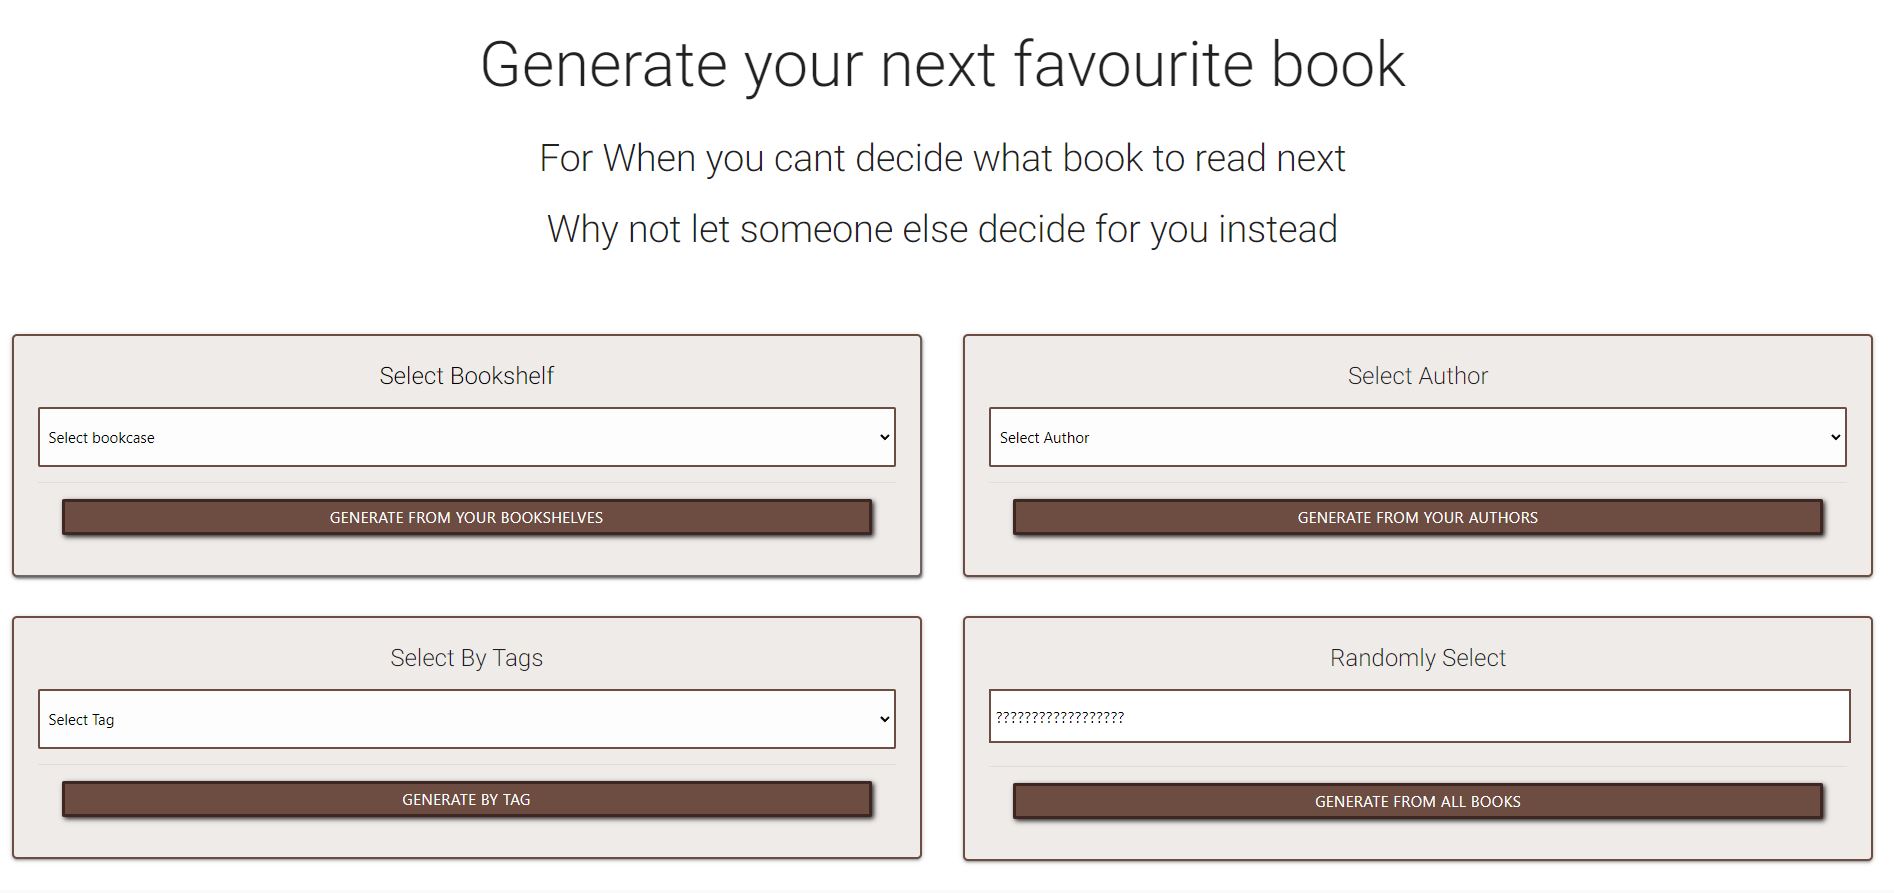 Generate your next favourite book
For When you cant decide what book to read next
Why not let someone else decide for you instead
Select Bookshelf
Select bookcase
GENERATE FROM YOUR BOOKSHELVES
Select Author
Select Author
GENERATE FROM YOUR AUTHORS
Select By Tags
Select Tag
GENERATE BY TAG
Randomly Select
??????????????????
GENERATE FROM ALL BOOKS